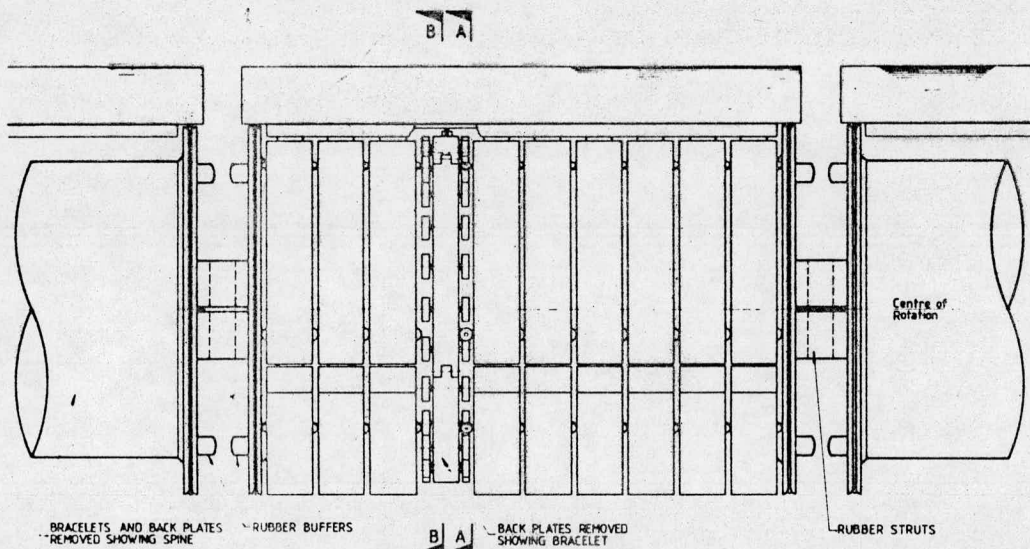 B A
Centre of
Rotation
BRACELETS AND BACK PLATES
REMOVED SHOWING SPINE
RUBBER BUFFERS
BACK PLATES REMOVED
SHOWING BRACELET
RUBBER STRUTS
B A